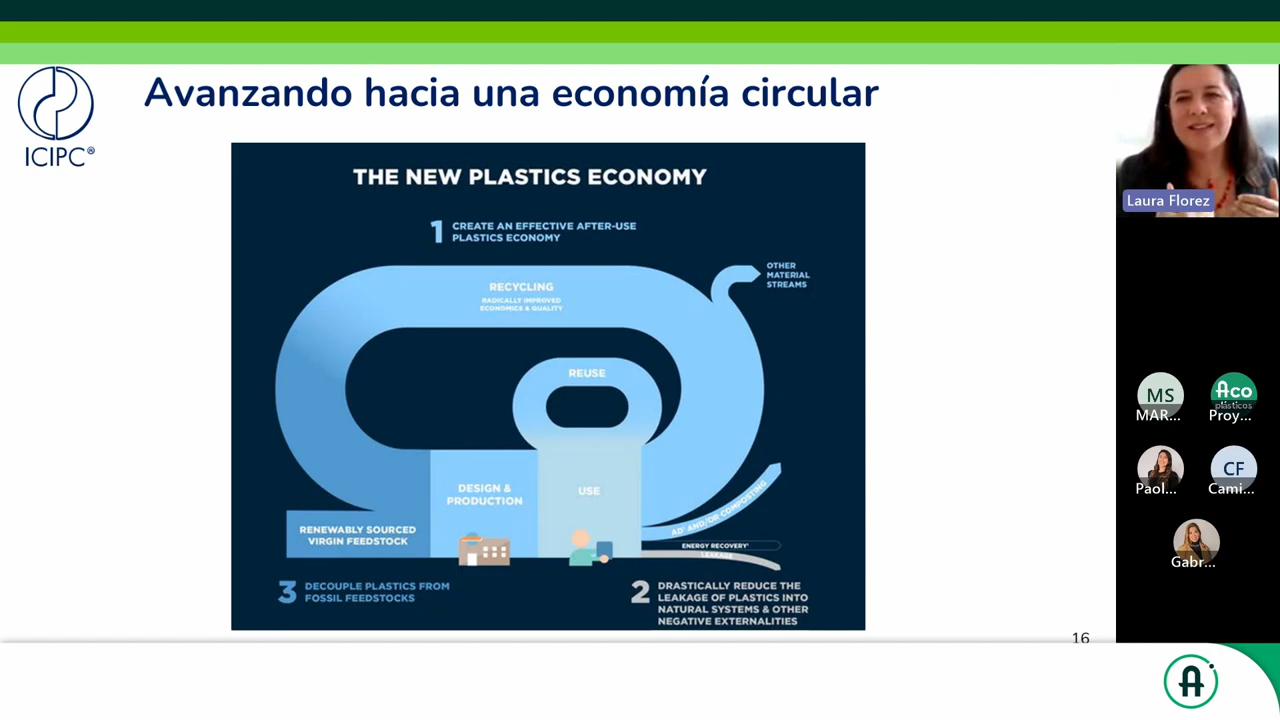 Avanzando hacia una economía circular
ICIPC®
THE NEW PLASTICS ECONOMY
1 CREATE AN EFFECTIVE AFTER-USE
PLASTICS ECONOMY
OTHER
MATERIAL
STREAMS
RECYCLING
RADICALLY IMPROVED
ECONOMICS & QUALITY
REUSE
DESIGN &
PRODUCTION
USE
RENEWABLY SOURCED
VIRGIN FEEDSTOCK
AD¹ AND/OR COMPOSTING
ENERGY RECOVERY¹
LEAKAGE
3 DECOUPLE PLASTICS FROM
FOSSIL FEEDSTOCKS
2 DRASTICALLY REDUCE THE
LEAKAGE OF PLASTICS INTO
NATURAL SYSTEMS & OTHER
NEGATIVE EXTERNALITIES
16
Laura Florez
MS
MAR...
Aco
plásticos
Proy...
Paol...
CF
Cami...
Gabr...
A